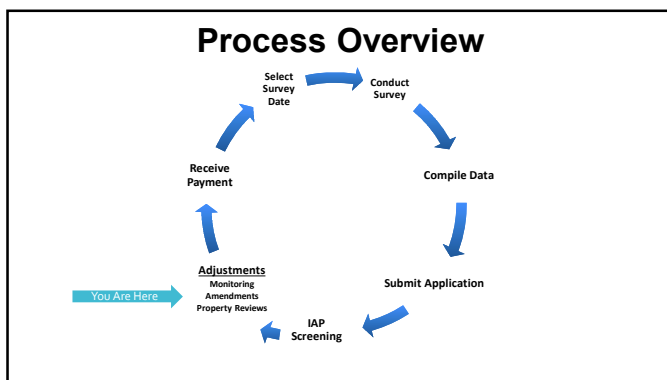 Process Overview
Select
Survey
Date
Conduct
Survey
Compile Data
Submit Application
IAP
Screening
Adjustments
Monitoring
Amendments
Property Reviews
You Are Here
Receive
Payment